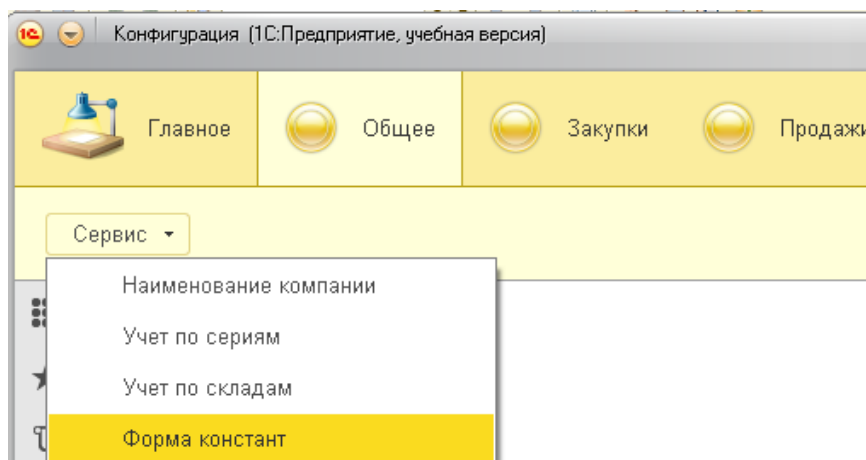 1С Конфигурация (1С:Предприятие, учебная версия)
Главное Общее Закупки Продажи
Сервис
Наименование компании
Учет по сериям
Учет по складам
Форма констант